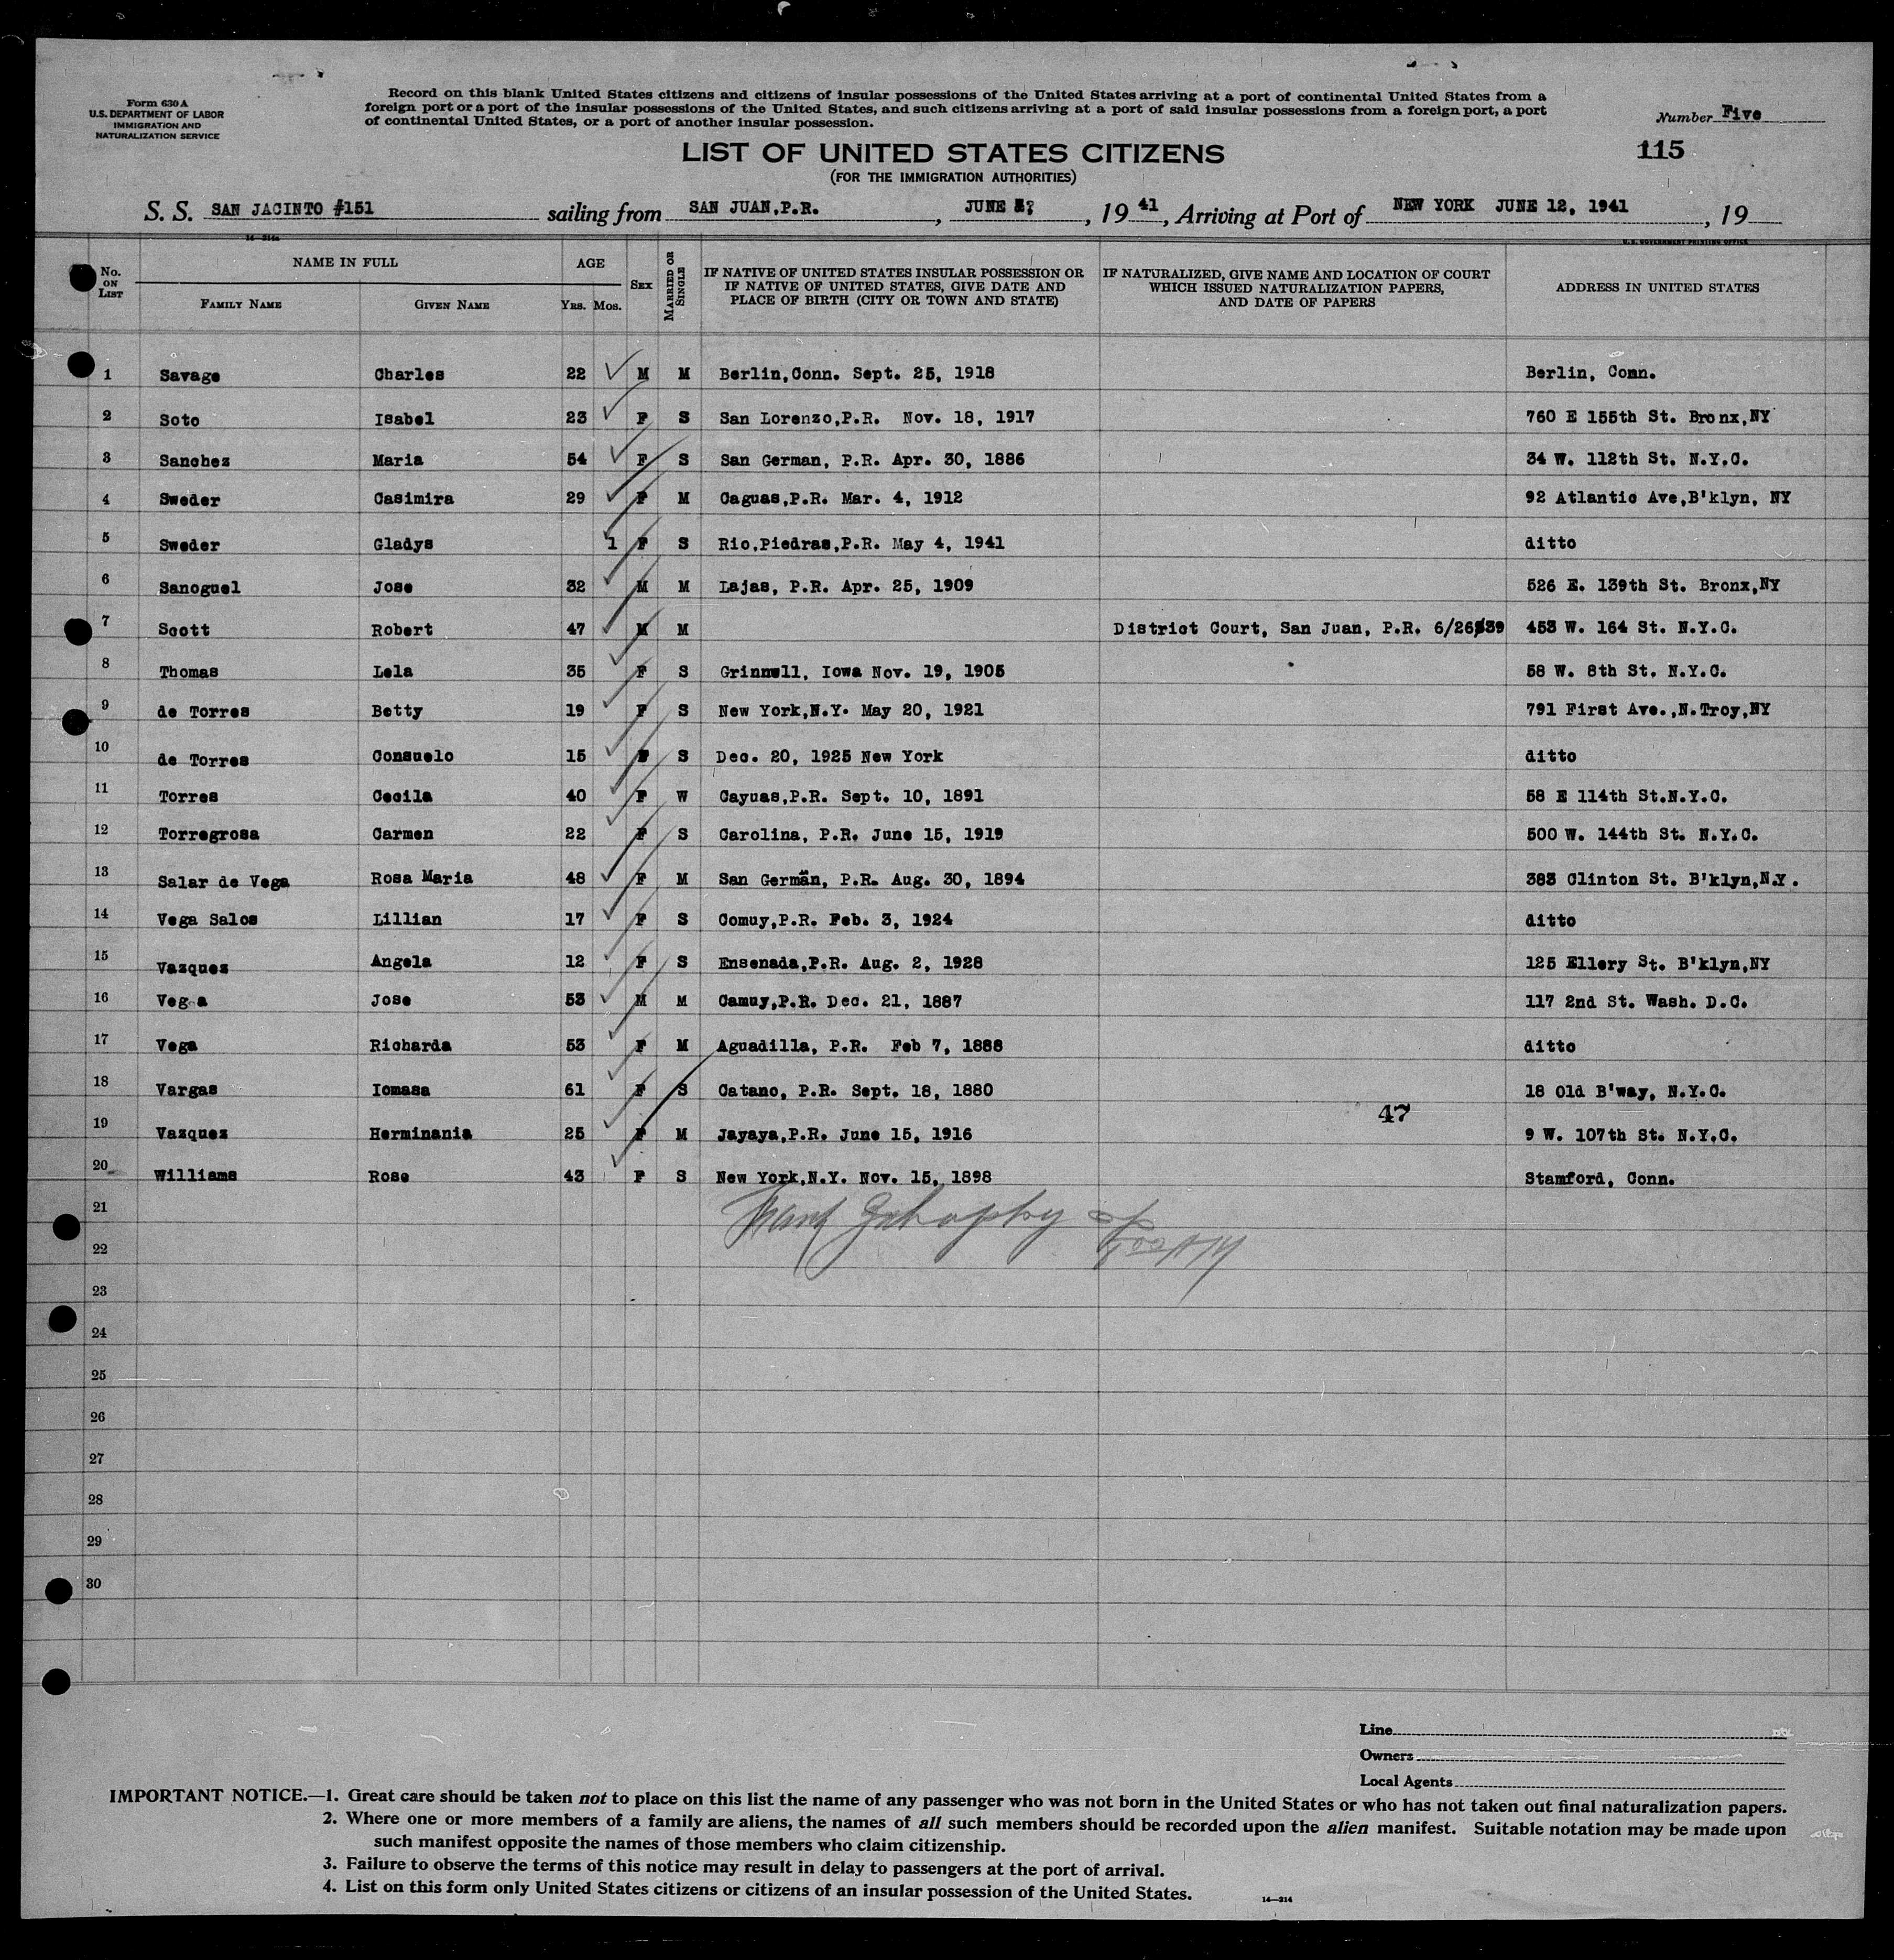 Form 630 A
U.S. DEPARTMENT OF LABOR
IMMIGRATION AND
NATURALIZATION SERVICE
Record on this blank United States citizens and citizens of insular possessions of the United States arriving at a port of continental United States from a
foreign port or a port of the insular possessions of the United States, and such citizens arriving at a port of said insular possessions from a foreign port, a port
of continental United States, or a port of another insular possession.
Number Five
115
LIST OF UNITED STATES CITIZENS
(FOR THE IMMIGRATION AUTHORITIES)
S. S. SAN JACINTO #151 sailing from SAN JUAN,P.R., JUNE, 19 41, Arriving at Port of NEW YORK JUNE 12, 1941, 19
14—214a
U.S. GOVERNMENT PRINTING OFFICE
No. ON LIST
NAME IN FULL
FAMILY NAME
GIVEN NAME
AGE
YRS. MOS.
SEX
MARRIED OR SINGLE
IF NATIVE OF UNITED STATES INSULAR POSSESSION OR
IF NATIVE OF UNITED STATES, GIVE DATE AND
PLACE OF BIRTH (CITY OR TOWN AND STATE)
IF NATURALIZED, GIVE NAME AND LOCATION OF COURT
WHICH ISSUED NATURALIZATION PAPERS,
AND DATE OF PAPERS
ADDRESS IN UNITED STATES
1 Savage Charles 22 M M Berlin,Conn. Sept. 25, 1918 Berlin, Conn.
2 Soto Isabel 23 F S San Lorenzo,P.R. Nov. 18, 1917 760 E 155th St. Bronx,NY
3 Sanchez Maria 54 F S San German, P.R. Apr. 30, 1886 34 W. 112th St. N.Y.C.
4 Sweder Casimira 29 F M Caguas,P.R. Mar. 4, 1912 92 Atlantic Ave,B'klyn, NY
5 Sweder Gladys 1 F S Rio,Piedras,P.R. May 4, 1941 ditto
6 Sanoguel Jose 32 M M Lajas, P.R. Apr. 25, 1909 526 E. 139th St. Bronx,NY
7 Scott Robert 47 M M District Court, San Juan, P.R. 6/26/39 453 W. 164 St. N.Y.C.
8 Thomas Lela 35 F S Grinnell, Iowa Nov. 19, 1905 58 W. 8th St. N.Y.C.
9 de Torres Betty 19 F S New York,N.Y. May 20, 1921 791 First Ave.,N.Troy,NY
10 de Torres Consuelo 15 F S Dec. 20, 1925 New York ditto
11 Torres Cecila 40 F W Cayuas,P.R. Sept. 10, 1891 58 E 114th St.N.Y.C.
12 Torregrosa Carmen 22 F S Carolina, P.R. June 15, 1919 500 W. 144th St. N.Y.C.
13 Salar de Vega Rosa Maria 48 F M San German, P.R. Aug. 30, 1894 383 Clinton St. B'klyn,N.Y.
14 Vega Salos Lillian 17 F S Comuy,P.R. Feb. 3, 1924 ditto
15 Vazques Angela 12 F S Ensenada,P.R. Aug. 2, 1928 125 Ellery St. B'klyn,NY
16 Vega Jose 53 M M Camuy,P.R. Dec. 21, 1887 117 2nd St. Wash. D.C.
17 Vega Richarda 53 F M Aguadilla, P.R. Feb 7, 1888 ditto
18 Vargas Iomasa 61 F S Catano, P.R. Sept. 18, 1880 18 Old B'way, N.Y.C.
47
19 Vazquez Herminania 25 F M Jayaya,P.R. June 15, 1916 9 W. 107th St. N.Y.C.
20 Williams Rose 43 F S New York,N.Y. Nov. 15, 1898 Stamford, Conn.
21
22
23
24
25
26
27
28
29
30
Line
Owners
Local Agents
IMPORTANT NOTICE.—1. Great care should be taken not to place on this list the name of any passenger who was not born in the United States or who has not taken out final naturalization papers.
2. Where one or more members of a family are aliens, the names of all such members should be recorded upon the alien manifest. Suitable notation may be made upon
such manifest opposite the names of those members who claim citizenship.
3. Failure to observe the terms of this notice may result in delay to passengers at the port of arrival.
4. List on this form only United States citizens or citizens of an insular possession of the United States.
14—214